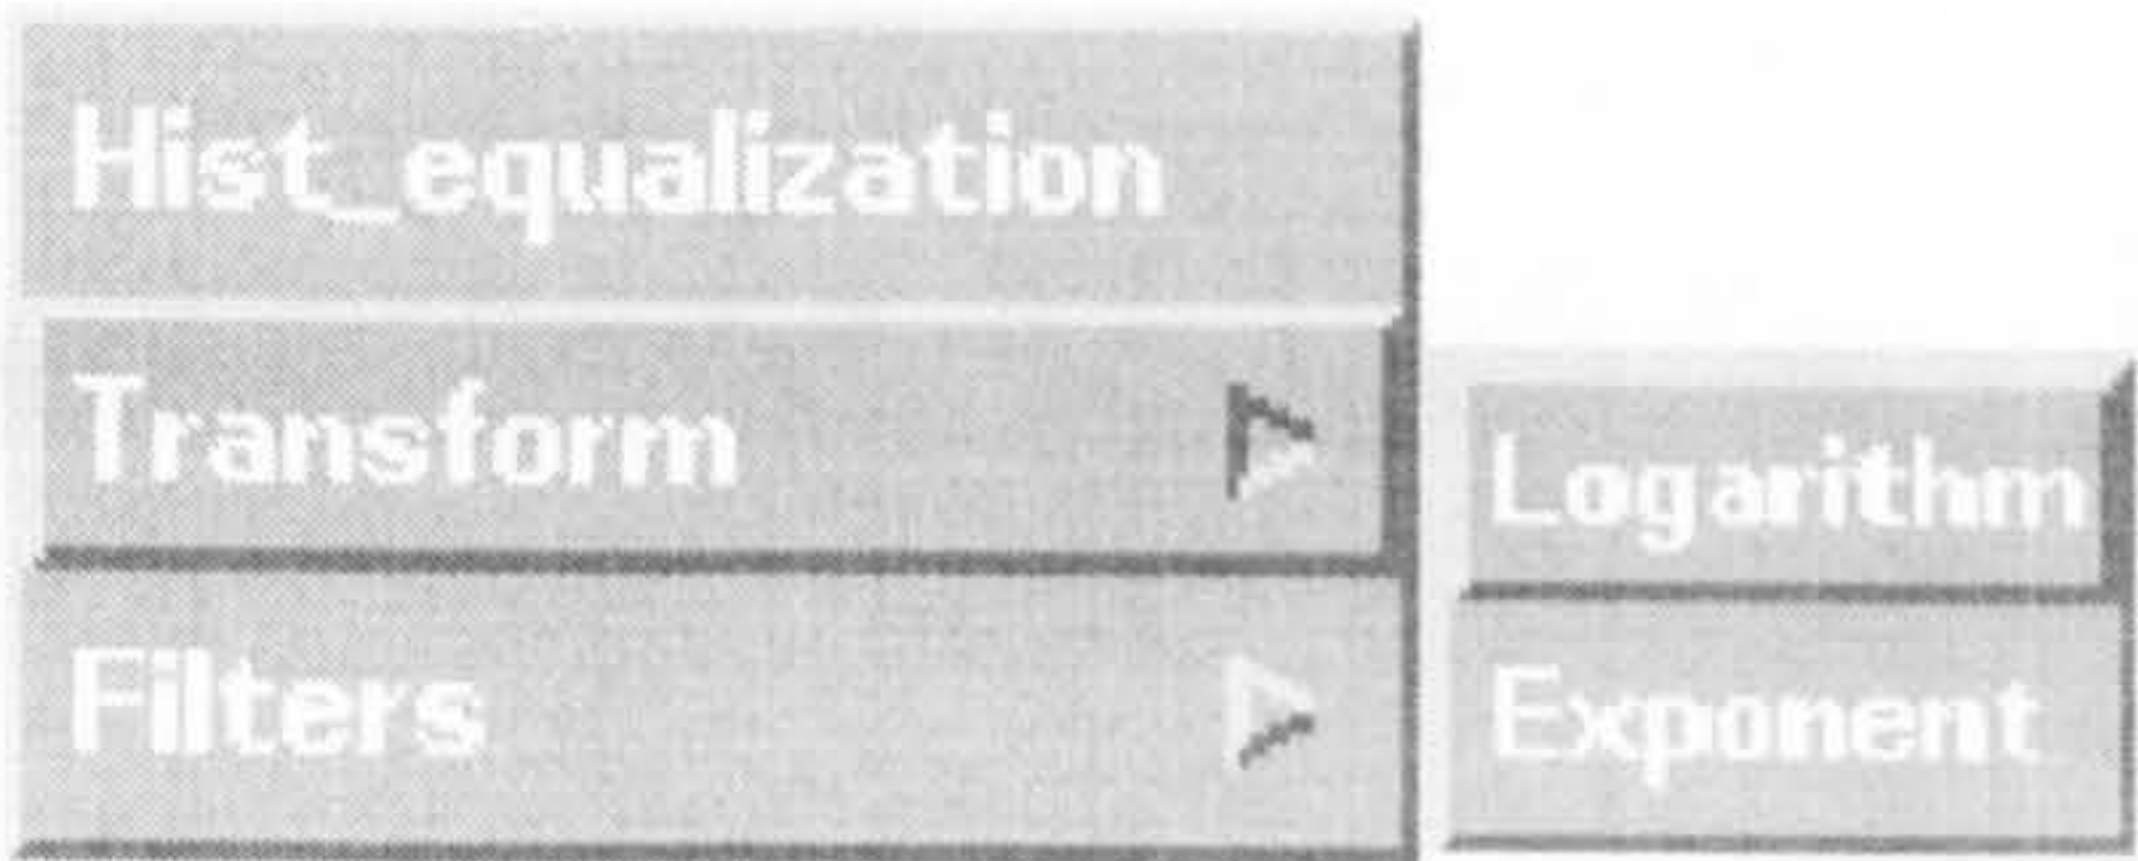 Hist_equalization
Transform
Filters
Logarithm
Exponent